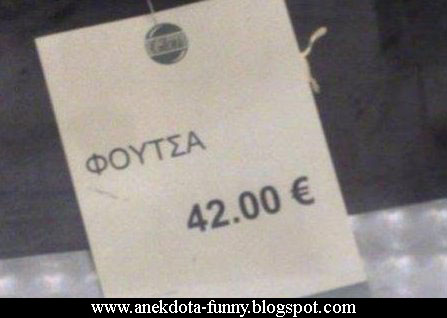 ΦΟΥΤΣΑ
42.00 €
www.anekdota-funny.blogspot.com